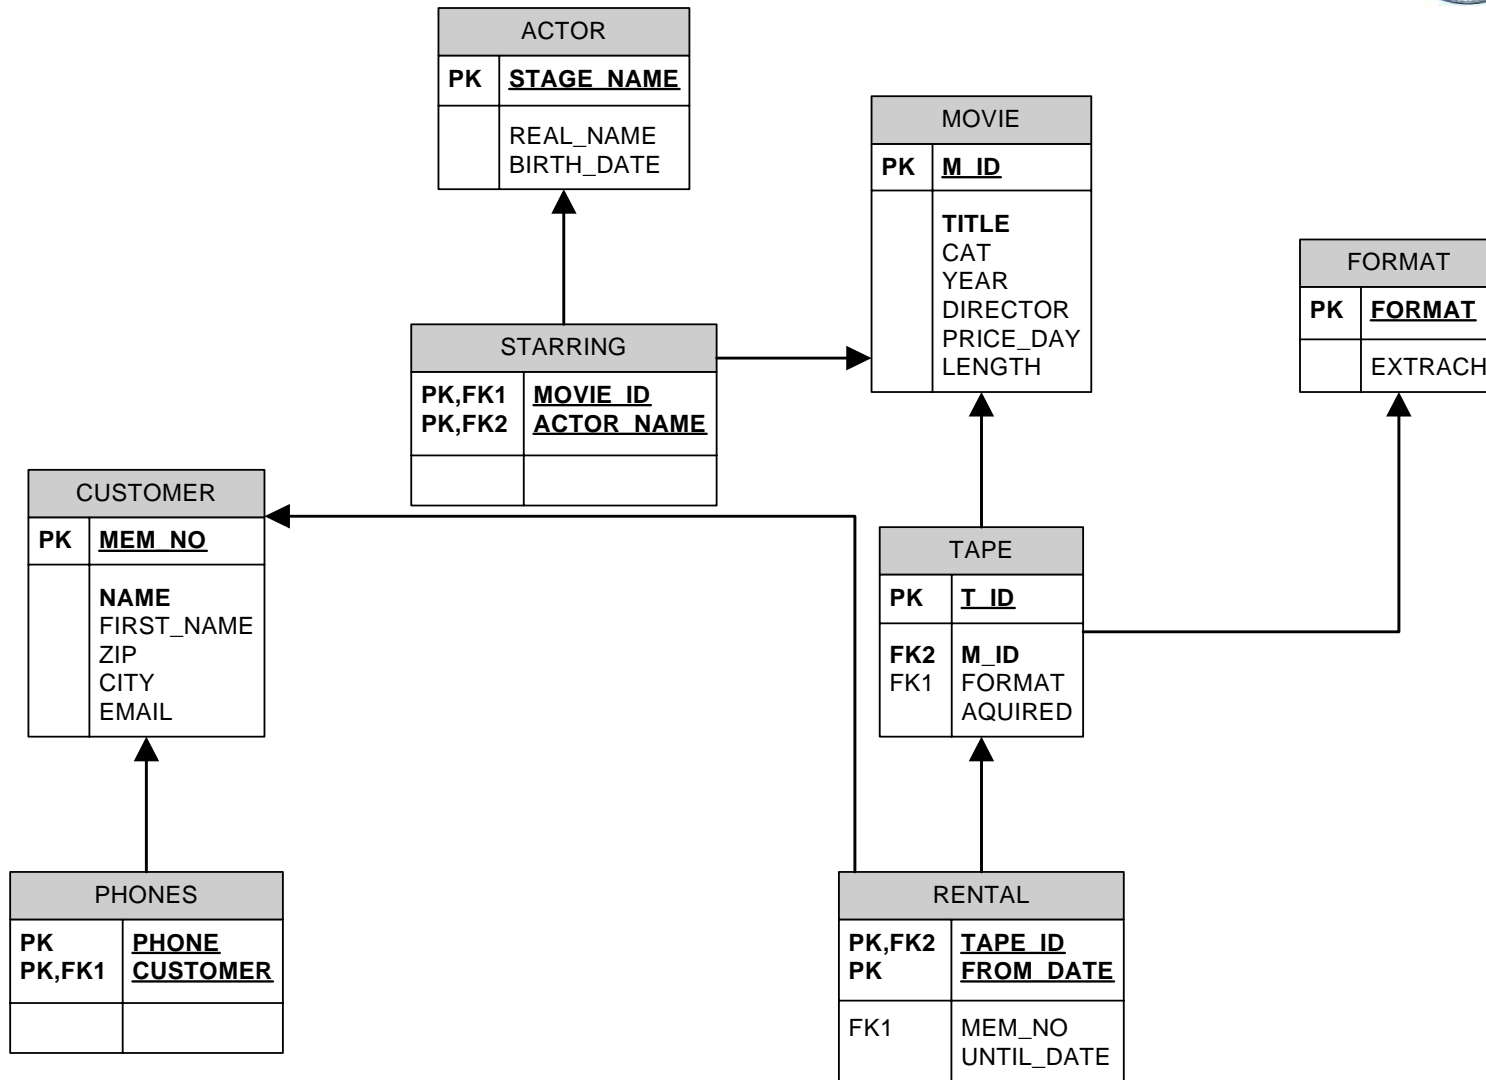 ACTOR
PK STAGE_NAME
REAL_NAME
BIRTH_DATE
MOVIE
PK M_ID
TITLE
CAT
YEAR
DIRECTOR
PRICE_DAY
LENGTH
FORMAT
PK FORMAT
EXTRACH
STARRING
PK,FK1 MOVIE_ID
PK,FK2 ACTOR_NAME
CUSTOMER
PK MEM_NO
NAME
FIRST_NAME
ZIP
CITY
EMAIL
TAPE
PK T_ID
FK2 M_ID
FK1 FORMAT
AQUIRED
PHONES
PK PHONE
PK,FK1 CUSTOMER
RENTAL
PK,FK2 TAPE_ID
PK FROM_DATE
FK1 MEM_NO
UNTIL_DATE